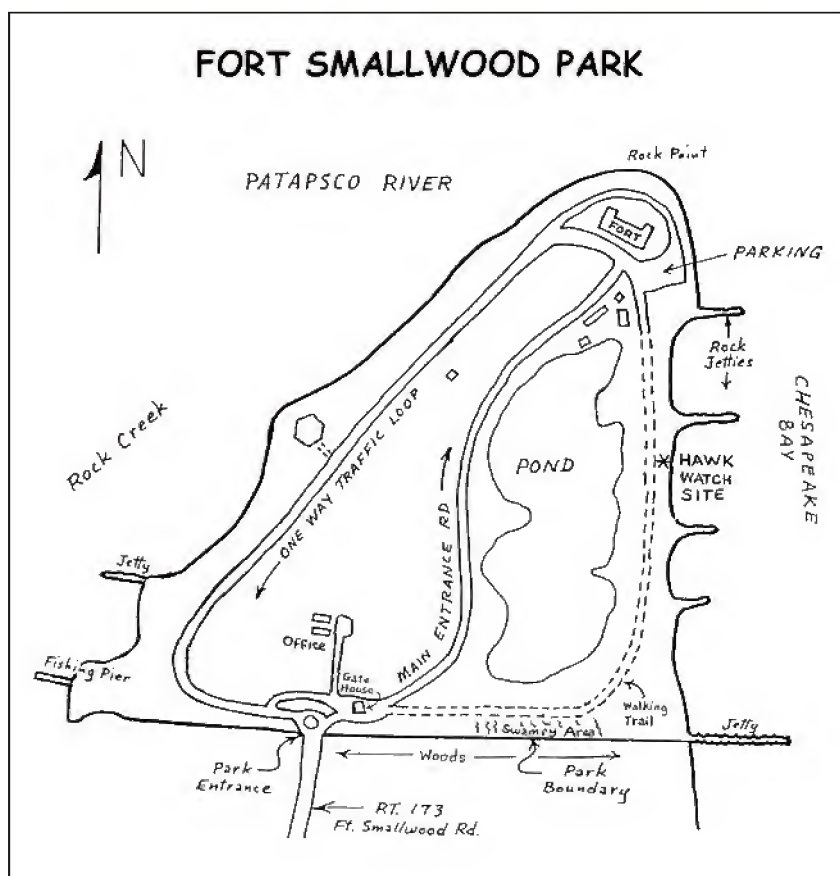 FORT SMALLWOOD PARK
N
PATAPSCO RIVER
Rock Point
FORT
PARKING
Rock
Jetties
CHESAPEAKE
BAY
Rock Creek
ONE WAY TRAFFIC LOOP
POND
HAWK
WATCH
SITE
MAIN ENTRANCE RD
Jetty
OFFICE
Gate
House
Fishing Pier
Walking
Trail
Swampy Area
Jetty
Woods
Park
Entrance
Park
Boundary
RT. 173
Ft. Smallwood Rd.